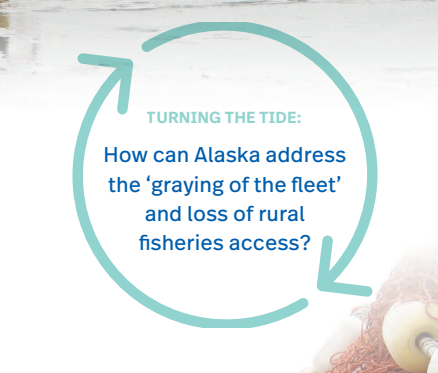 TURNING THE TIDE:
How can Alaska address
the ‘graying of the fleet’
and loss of rural
fisheries access?